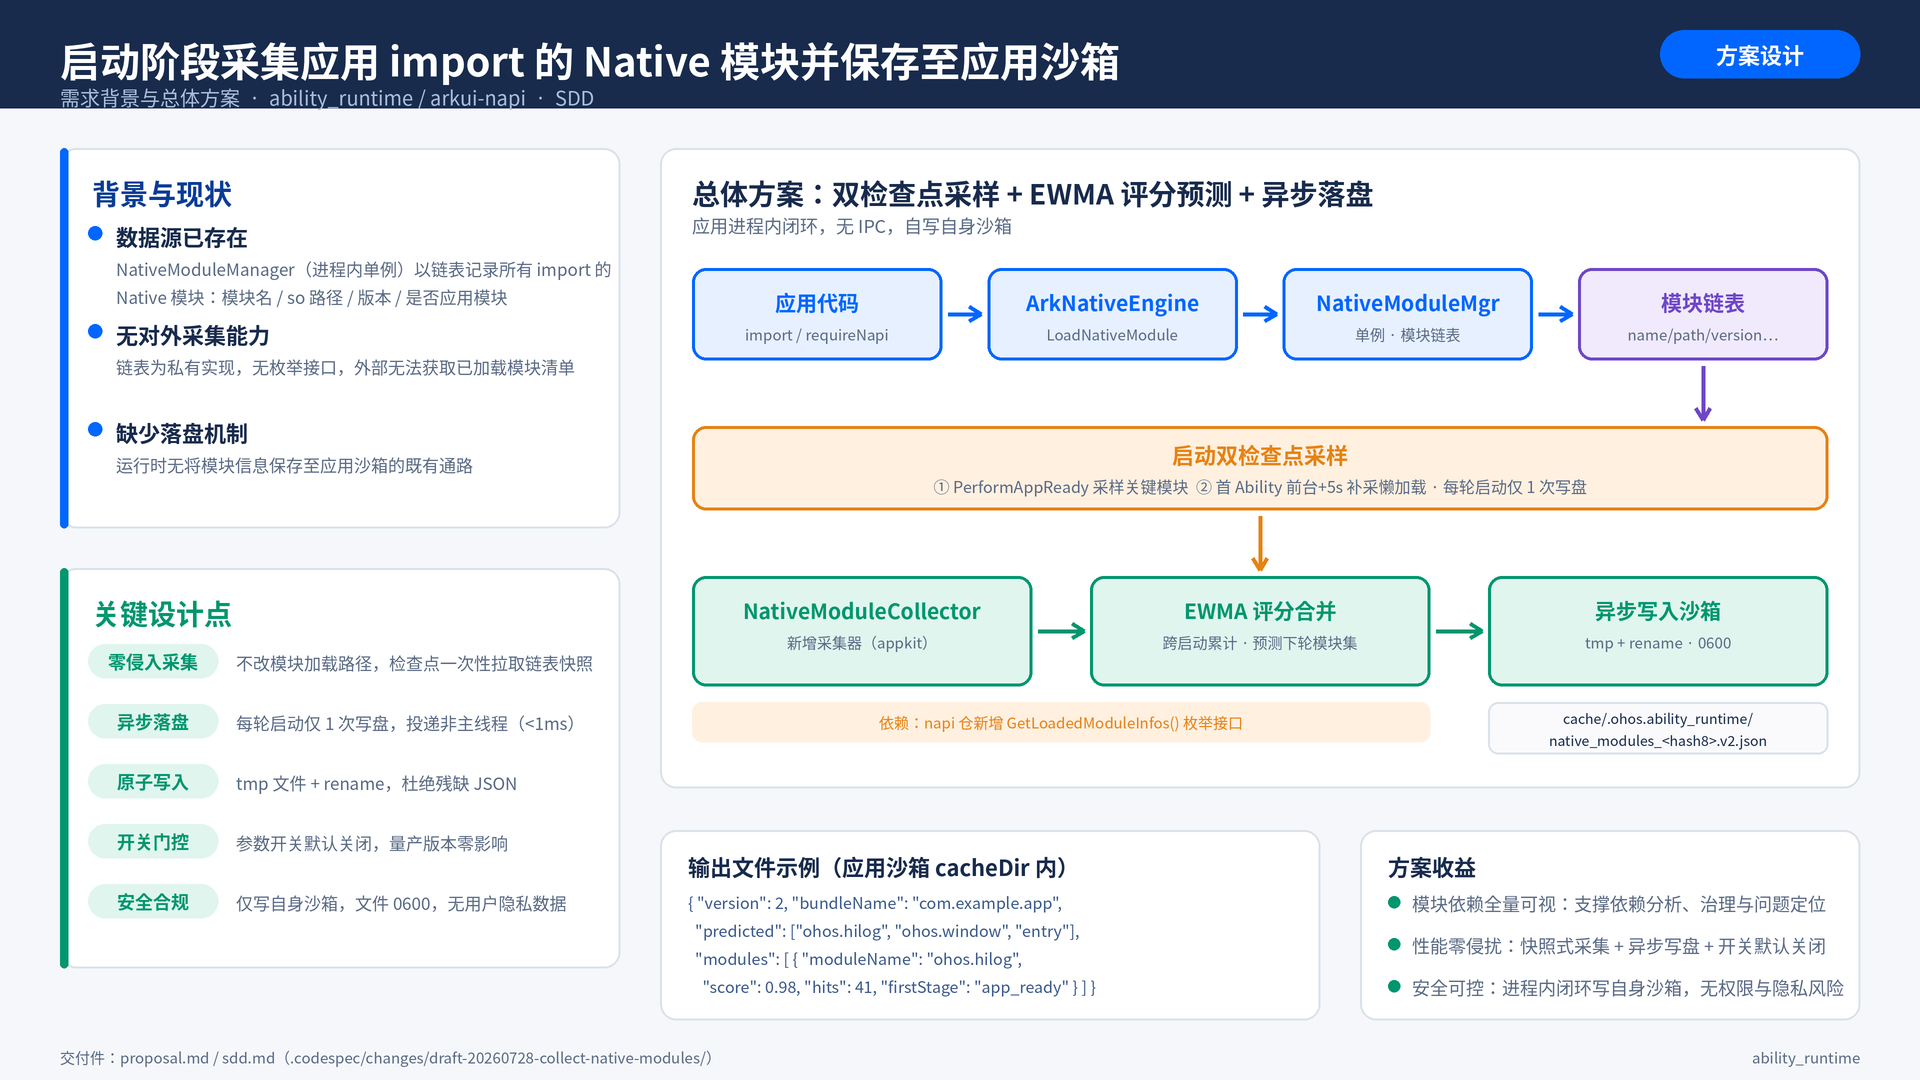 启动阶段采集应用 import 的 Native 模块并保存至应用沙箱
方案设计
需求背景与总体方案 · ability_runtime / arkui-napi · SDD
背景与现状
数据源已存在
NativeModuleManager（进程内单例）以链表记录所有 import 的
Native 模块：模块名 / so 路径 / 版本 / 是否应用模块
无对外采集能力
链表为私有实现，无枚举接口，外部无法获取已加载模块清单
缺少落盘机制
运行时无将模块信息保存至应用沙箱的既有通路
关键设计点
零侵入采集 不改模块加载路径，检查点一次性拉取链表快照
异步落盘 每轮启动仅 1 次写盘，投递非主线程（<1ms）
原子写入 tmp 文件 + rename，杜绝残缺 JSON
开关门控 参数开关默认关闭，量产版本零影响
安全合规 仅写自身沙箱，文件 0600，无用户隐私数据
总体方案：双检查点采样 + EWMA 评分预测 + 异步落盘
应用进程内闭环，无 IPC，自写自身沙箱
应用代码
import / requireNapi
ArkNativeEngine
LoadNativeModule
NativeModuleMgr
单例 · 模块链表
模块链表
name/path/version…
启动双检查点采样
① PerformAppReady 采样关键模块 ② 首 Ability 前台+5s 补采懒加载 · 每轮启动仅 1 次写盘
NativeModuleCollector
新增采集器（appkit）
EWMA 评分合并
跨启动累计 · 预测下轮模块集
异步写入沙箱
tmp + rename · 0600
依赖：napi 仓新增 GetLoadedModuleInfos() 枚举接口
cache/.ohos.ability_runtime/
native_modules_<hash8>.v2.json
输出文件示例（应用沙箱 cacheDir 内）
{ "version": 2, "bundleName": "com.example.app",
"predicted": ["ohos.hilog", "ohos.window", "entry"],
"modules": [ { "moduleName": "ohos.hilog",
"score": 0.98, "hits": 41, "firstStage": "app_ready" } ] }
方案收益
模块依赖全量可视：支撑依赖分析、治理与问题定位
性能零侵扰：快照式采集 + 异步写盘 + 开关默认关闭
安全可控：进程内闭环写自身沙箱，无权限与隐私风险
交付件：proposal.md / sdd.md（.codespec/changes/draft-20260728-collect-native-modules/）
ability_runtime